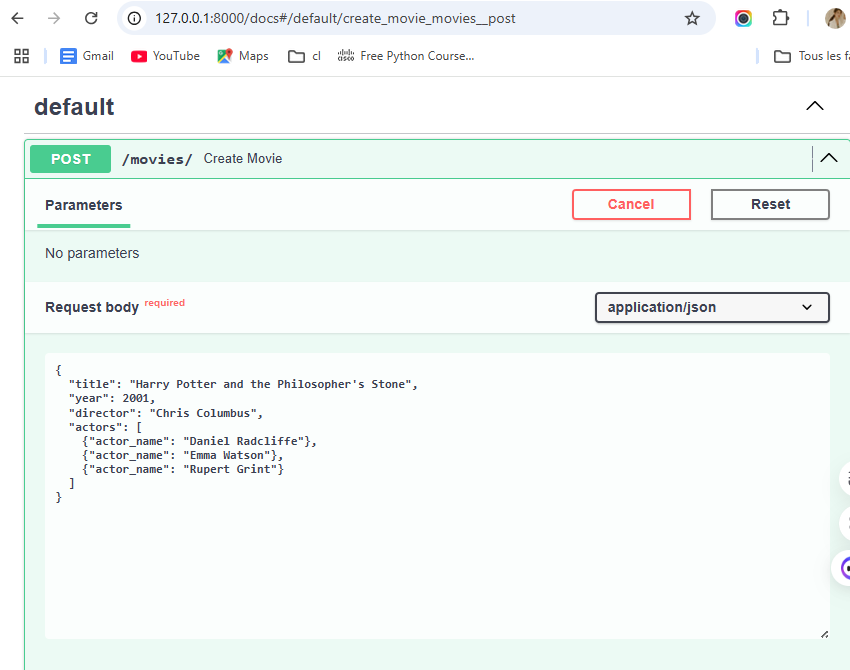 127.0.0.1:8000/docs#/default/create_movie_movies__post
Gmail YouTube Maps cl Free Python Course... Tous les fa
default
POST /movies/ Create Movie
Parameters Cancel Reset
No parameters
Request body required application/json
{
"title": "Harry Potter and the Philosopher's Stone",
"year": 2001,
"director": "Chris Columbus",
"actors": [
{"actor_name": "Daniel Radcliffe"},
{"actor_name": "Emma Watson"},
{"actor_name": "Rupert Grint"}
]
}